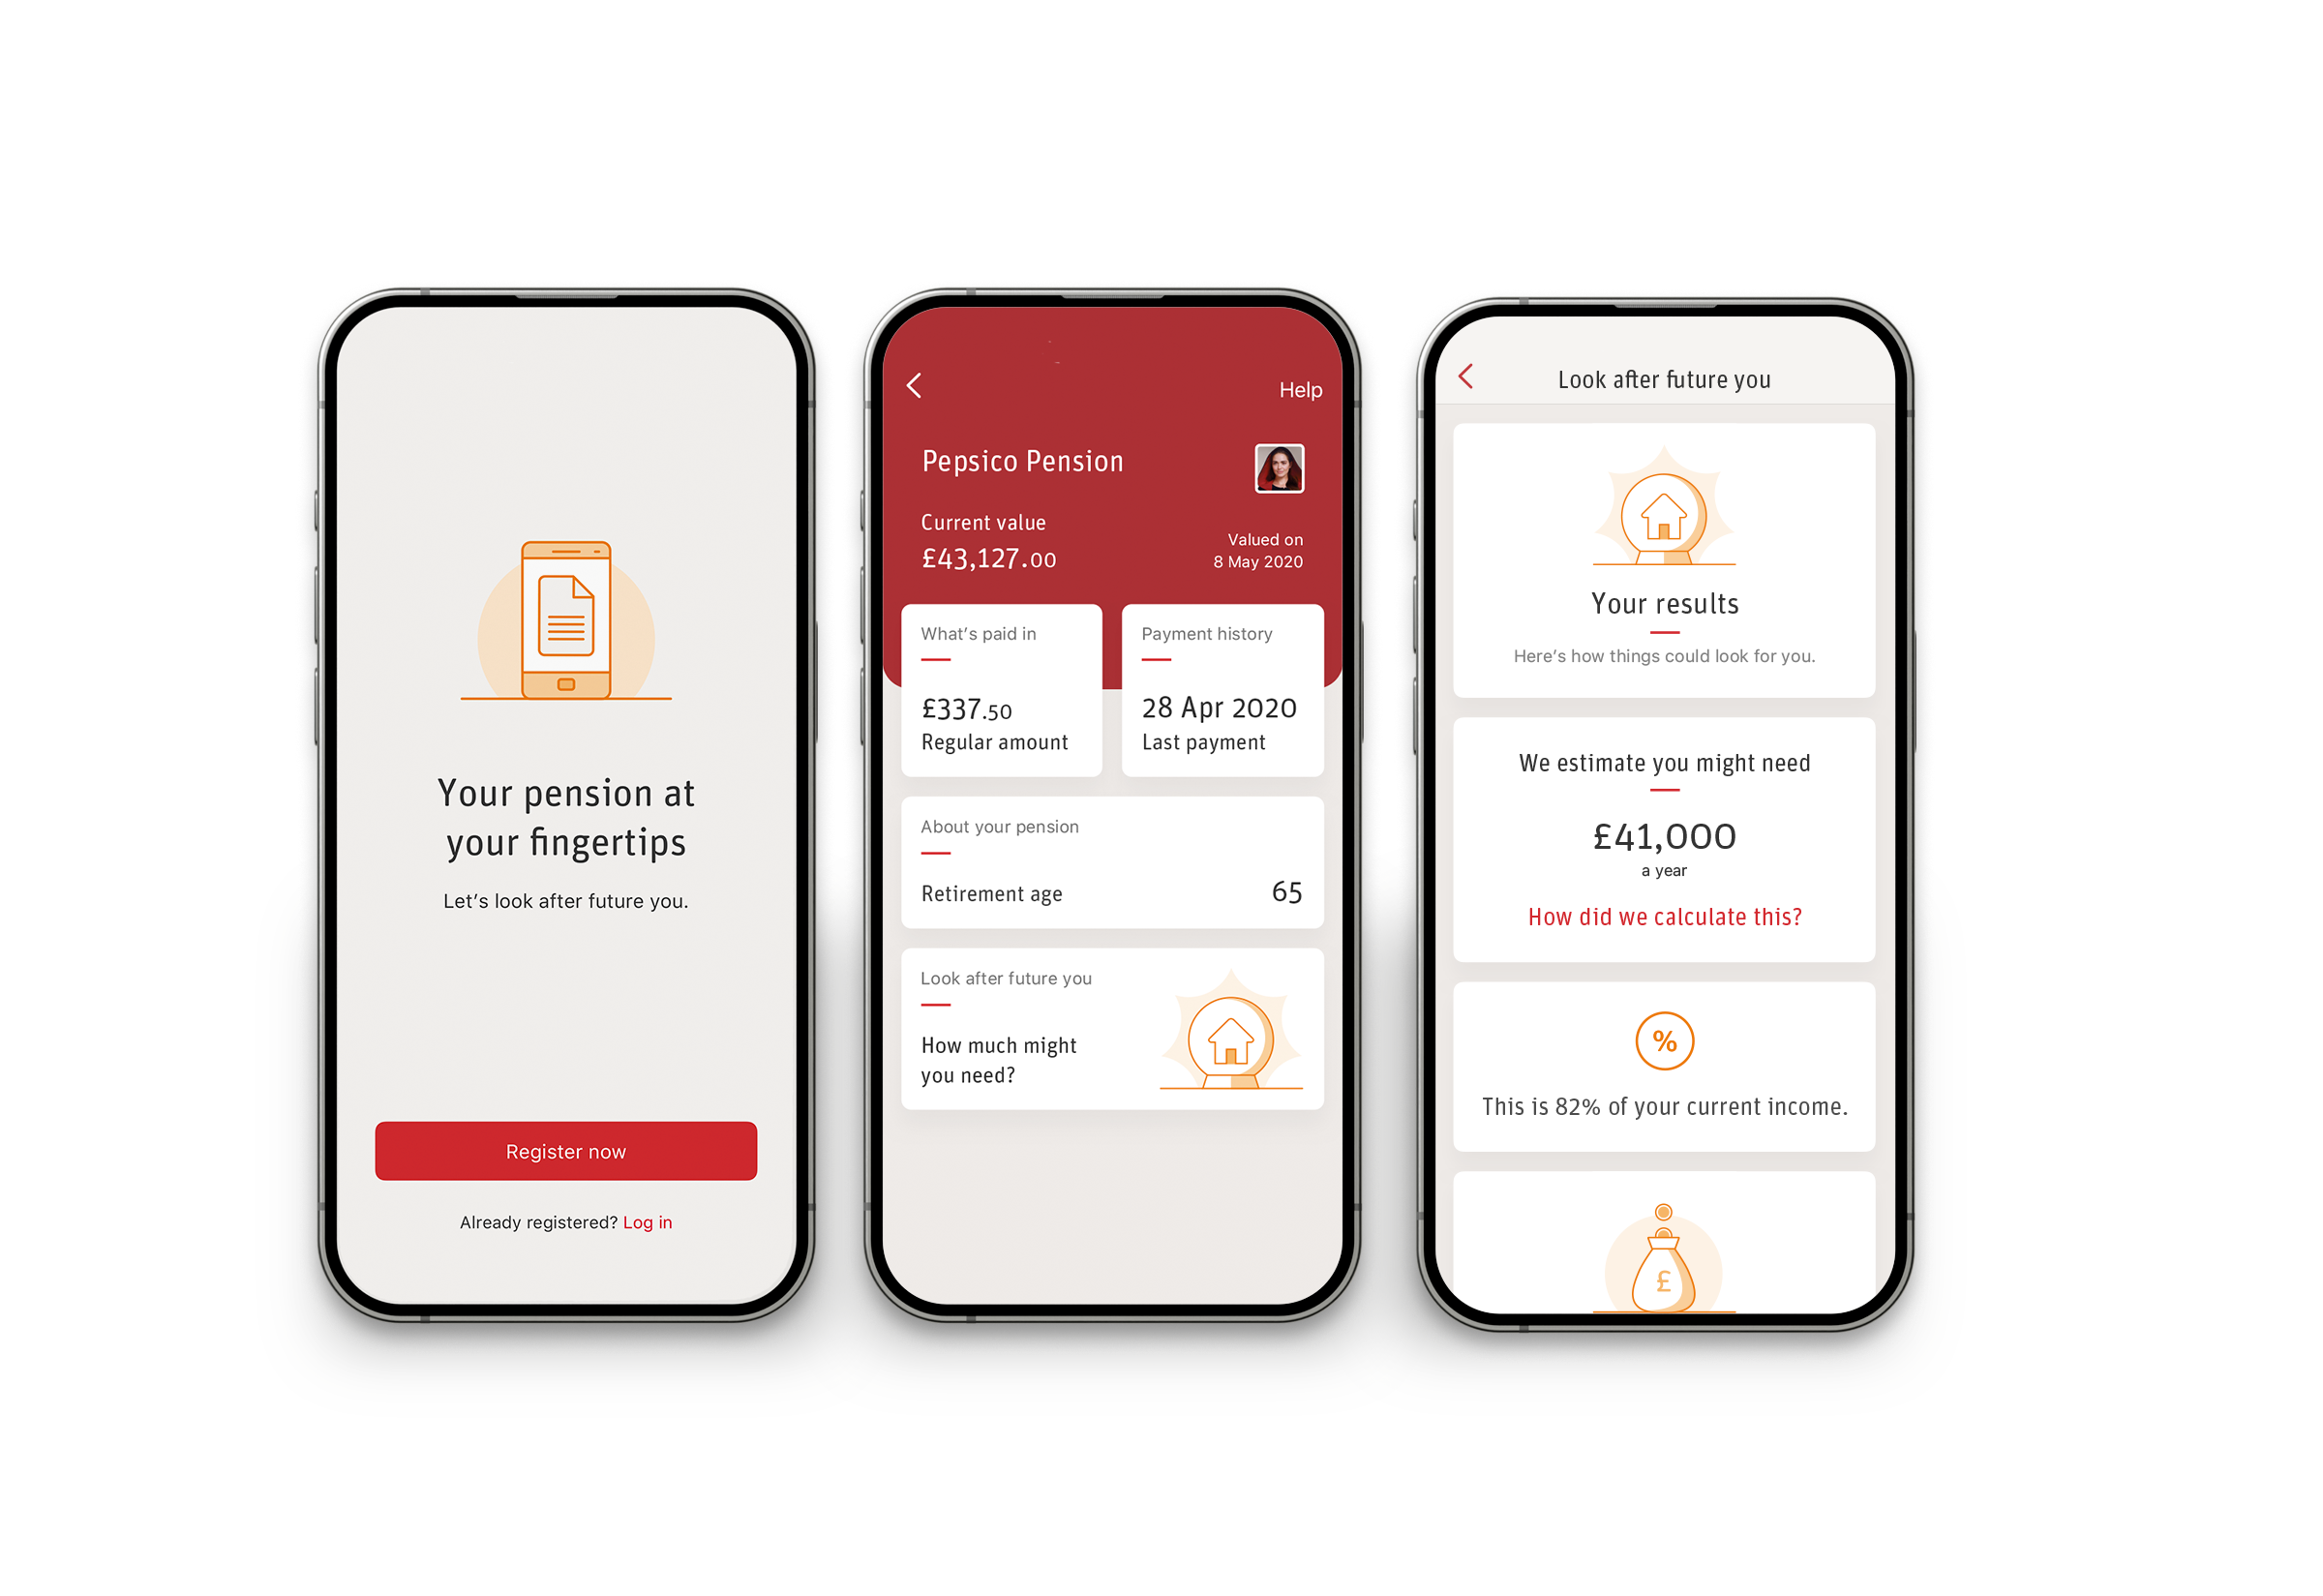 Your pension at
your fingertips
Let's look after future you.
Register now
Already registered? Log in
Help
Pepsico Pension
Current value
£43,127.00
Valued on
8 May 2020
What's paid in
£337.50
Regular amount
Payment history
28 Apr 2020
Last payment
About your pension
Retirement age 65
Look after future you
How much might
you need?
Look after future you
Your results
Here's how things could look for you.
We estimate you might need
£41,000
a year
How did we calculate this?
%
This is 82% of your current income.
£